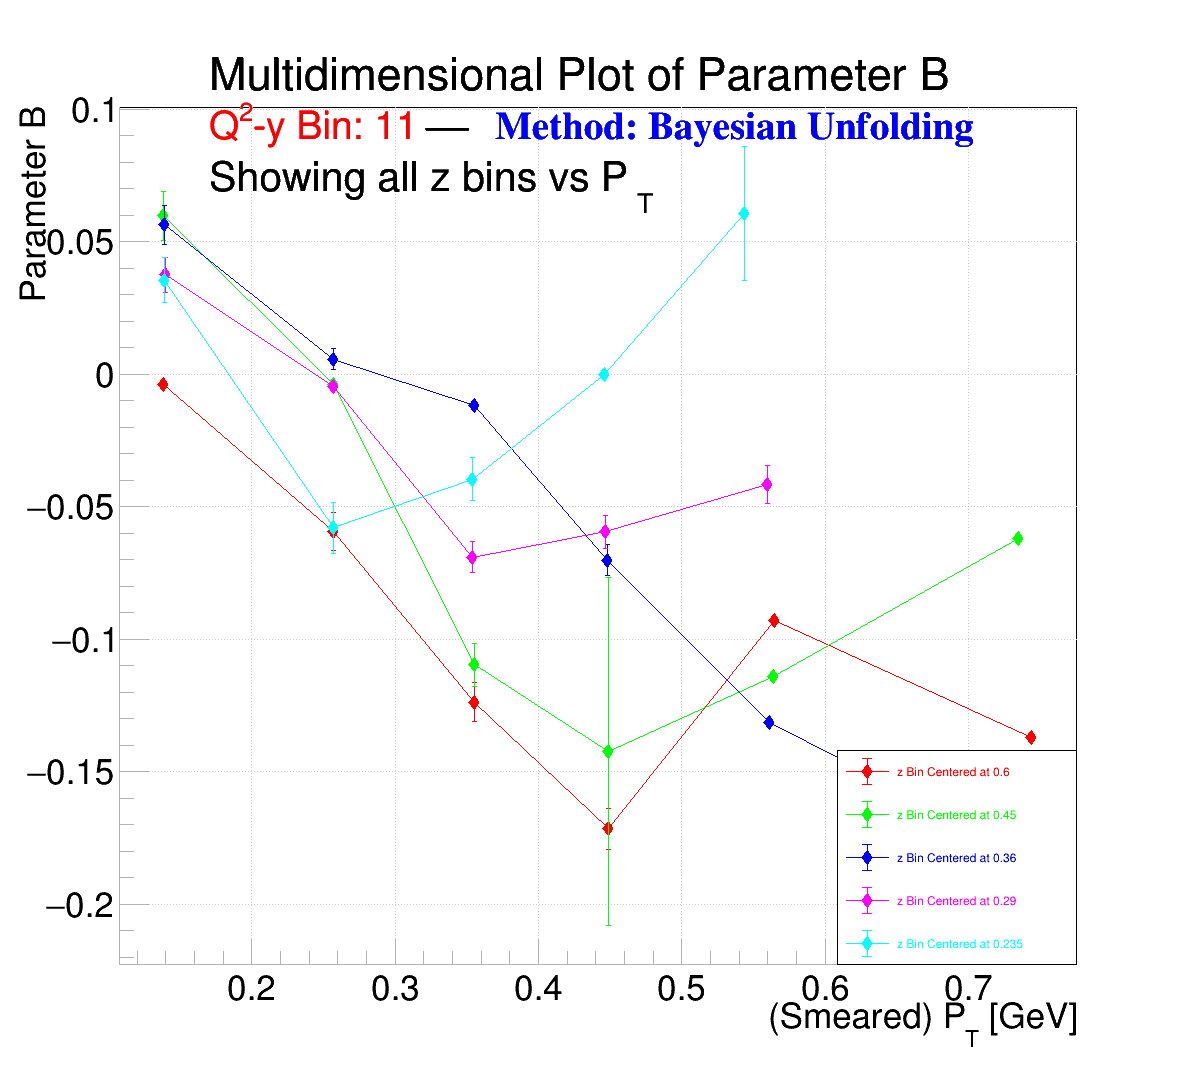 Multidimensional Plot of Parameter B
Q²-y Bin: 11 — Method: Bayesian Unfolding
Showing all z bins vs P_T
Parameter B
0.1
0.05
0
−0.05
−0.1
−0.15
−0.2
z Bin Centered at 0.6
z Bin Centered at 0.45
z Bin Centered at 0.36
z Bin Centered at 0.29
z Bin Centered at 0.235
0.2 0.3 0.4 0.5 0.6 0.7
(Smeared) P_T [GeV]